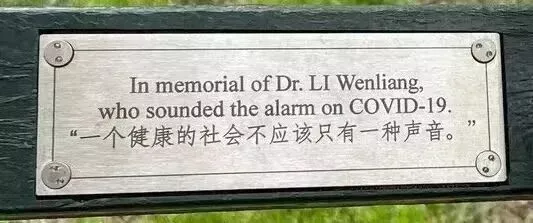 In memorial of Dr. LI Wenliang,
who sounded the alarm on COVID-19.
“一个健康的社会不应该只有一种声音。”